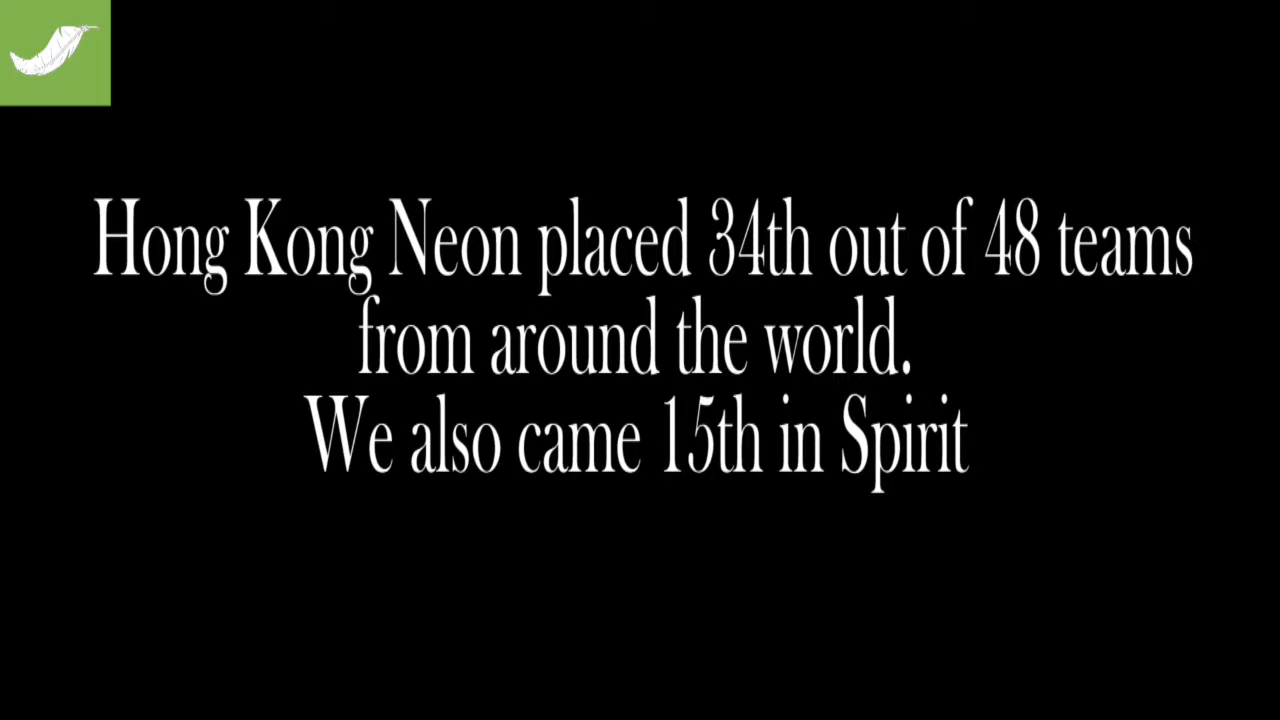 Hong Kong Neon placed 34th out of 48 teams
from around the world.
We also came 15th in Spirit